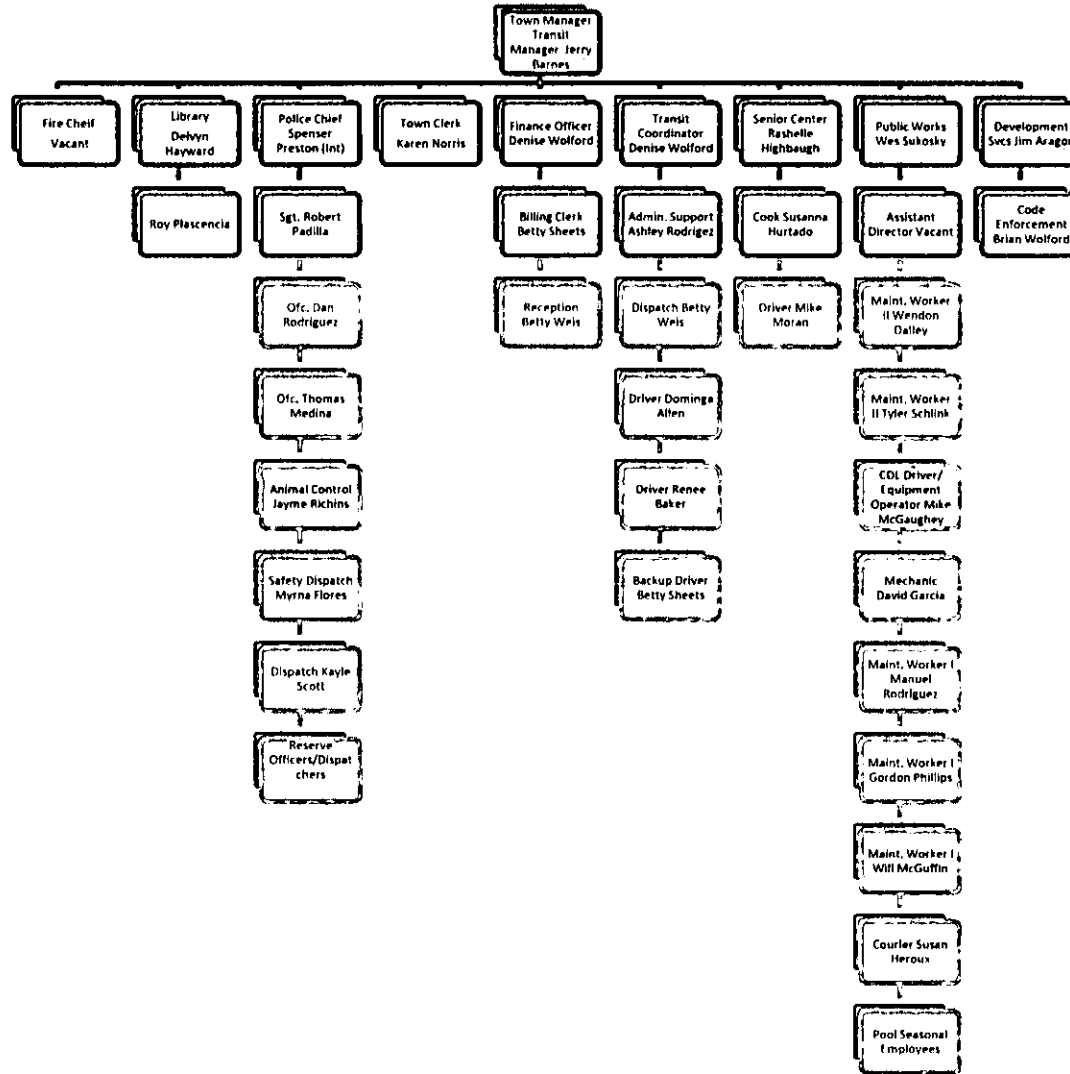 Town Manager
Transit
Manager Jerry
Barnes
Fire Cheif
Vacant
Library
Delvyn
Hayward
Police Chief
Spenser
Preston (Int)
Town Clerk
Karen Norris
Finance Officer
Denise Wolford
Transit
Coordinator
Denise Wolford
Senior Center
Rashelle
Highbaugh
Public Works
Wes Sukosky
Development
Svcs Jim Aragon
Roy Plascencia
Sgt. Robert
Padilla
Billing Clerk
Betty Sheets
Admin. Support
Ashley Rodrigez
Cook Susanna
Hurtado
Assistant
Director Vacant
Code
Enforcement
Brian Wolford
Ofc. Dan
Rodriguez
Reception
Betty Weis
Dispatch Betty
Weis
Driver Mike
Moran
Maint. Worker
II Wendon
Dalley
Ofc. Thomas
Medina
Driver Dominga
Allen
Maint. Worker
II Tyler Schlink
Animal Control
Jayme Richins
Driver Renee
Baker
CDL Driver/
Equipment
Operator Mike
McGaughey
Safety Dispatch
Myrna Flores
Backup Driver
Betty Sheets
Mechanic
David Garcia
Dispatch Kayle
Scott
Maint. Worker I
Manuel
Rodriguez
Reserve
Officers/Dispat
chers
Maint. Worker I
Gordon Phillips
Maint. Worker I
Will McGuffin
Courier Susan
Heroux
Pool Seasonal
Employees